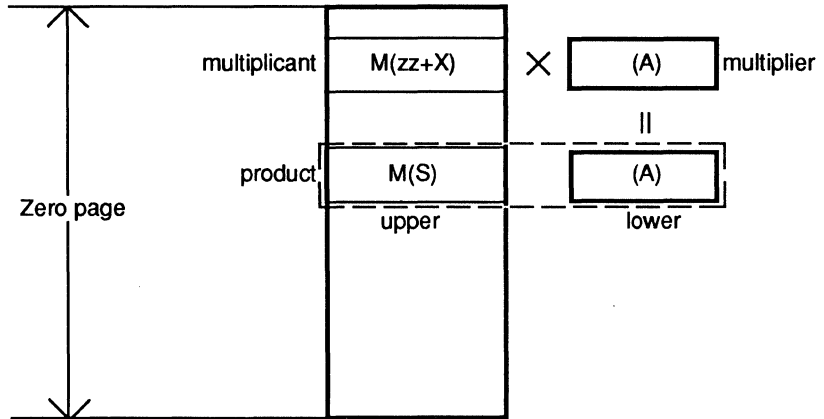 multiplicant M(zz+X) × (A) multiplier
=
product M(S) (A)
Zero page
upper lower